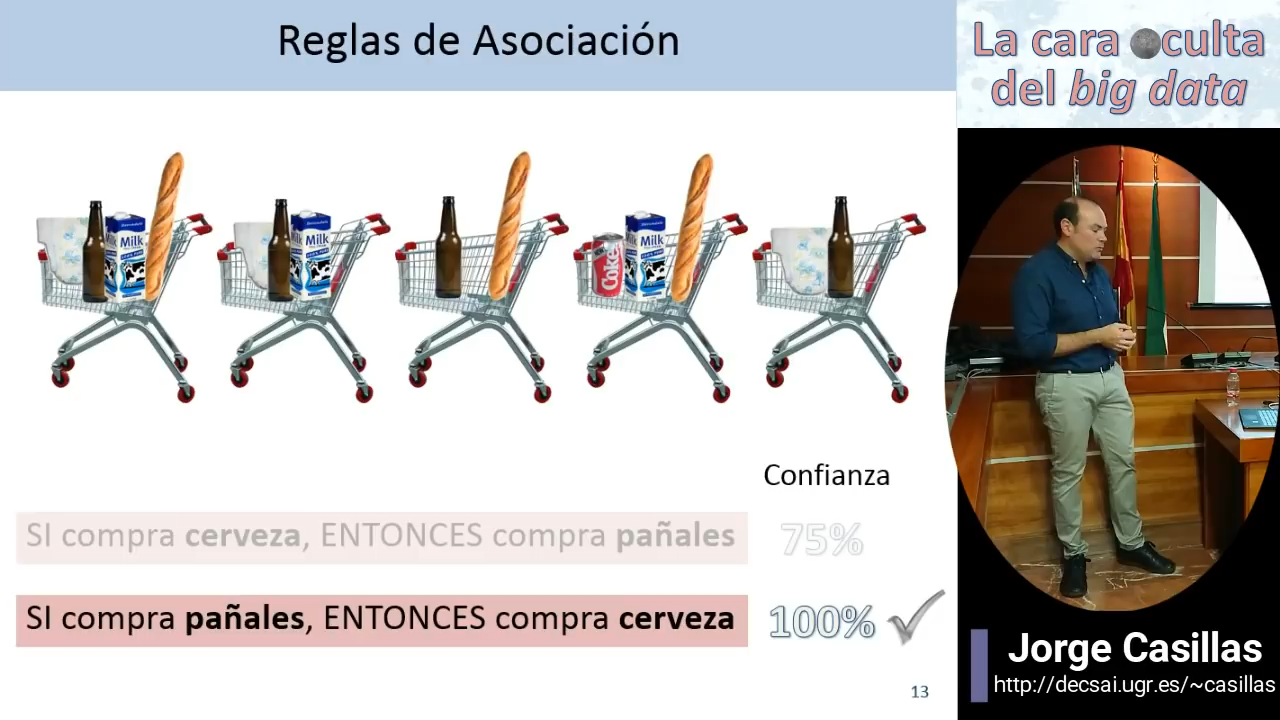 Reglas de Asociación
La cara oculta
del big data
Milk
Milk
Coke
Milk
Confianza
SI compra cerveza, ENTONCES compra pañales 75%
SI compra pañales, ENTONCES compra cerveza 100%
13
Jorge Casillas
http://decsai.ugr.es/~casillas